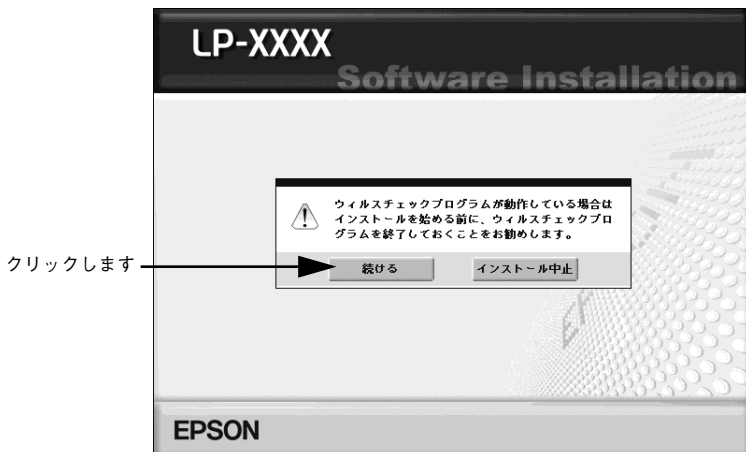 LP-XXXX
Software Installation
ウィルスチェックプログラムが動作している場合は
インストールを始める前に、ウィルスチェックプロ
グラムを終了しておくことをお勧めします。
クリックします
続ける
インストール中止
EPSON